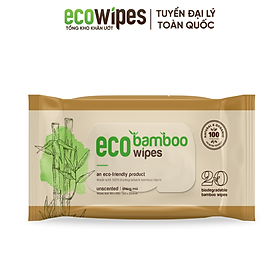 ecowipes
TỔNG KHO KHĂN ƯỚT
TUYỂN ĐẠI LÝ
TOÀN QUỐC
eco bamboo
wipes
100
an eco-friendly product
unscented
20
biodegradable
bamboo wipes